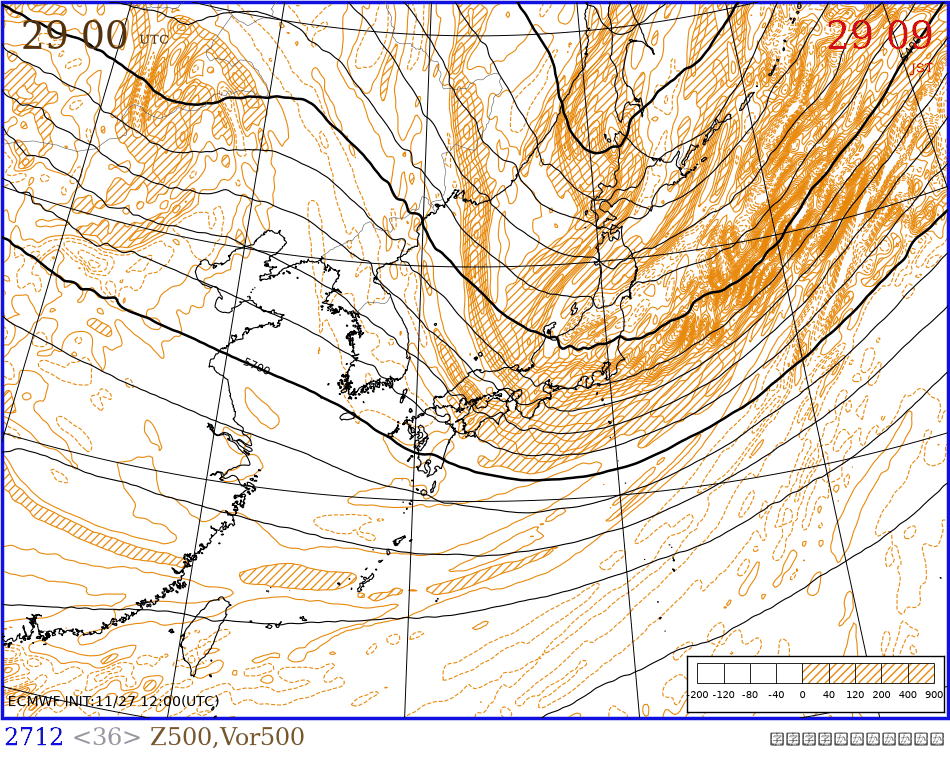 29 00 UTC
29 09
JST
5700
ECMWF INIT:11/27 12:00(UTC)
-200 -120 -80 -40 0 40 120 200 400 900
2712 <36> Z500,Vor500